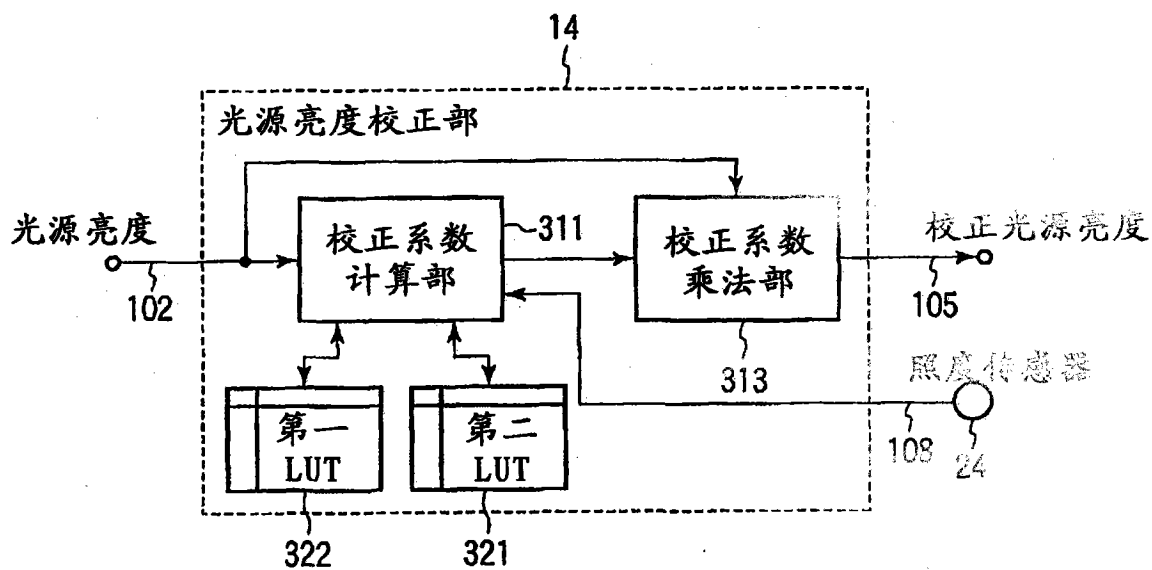 14
光源亮度校正部
光源亮度
102
校正系数
计算部
311
校正系数
乘法部
313
校正光源亮度
105
照度传感器
108
24
第一
LUT
322
第二
LUT
321